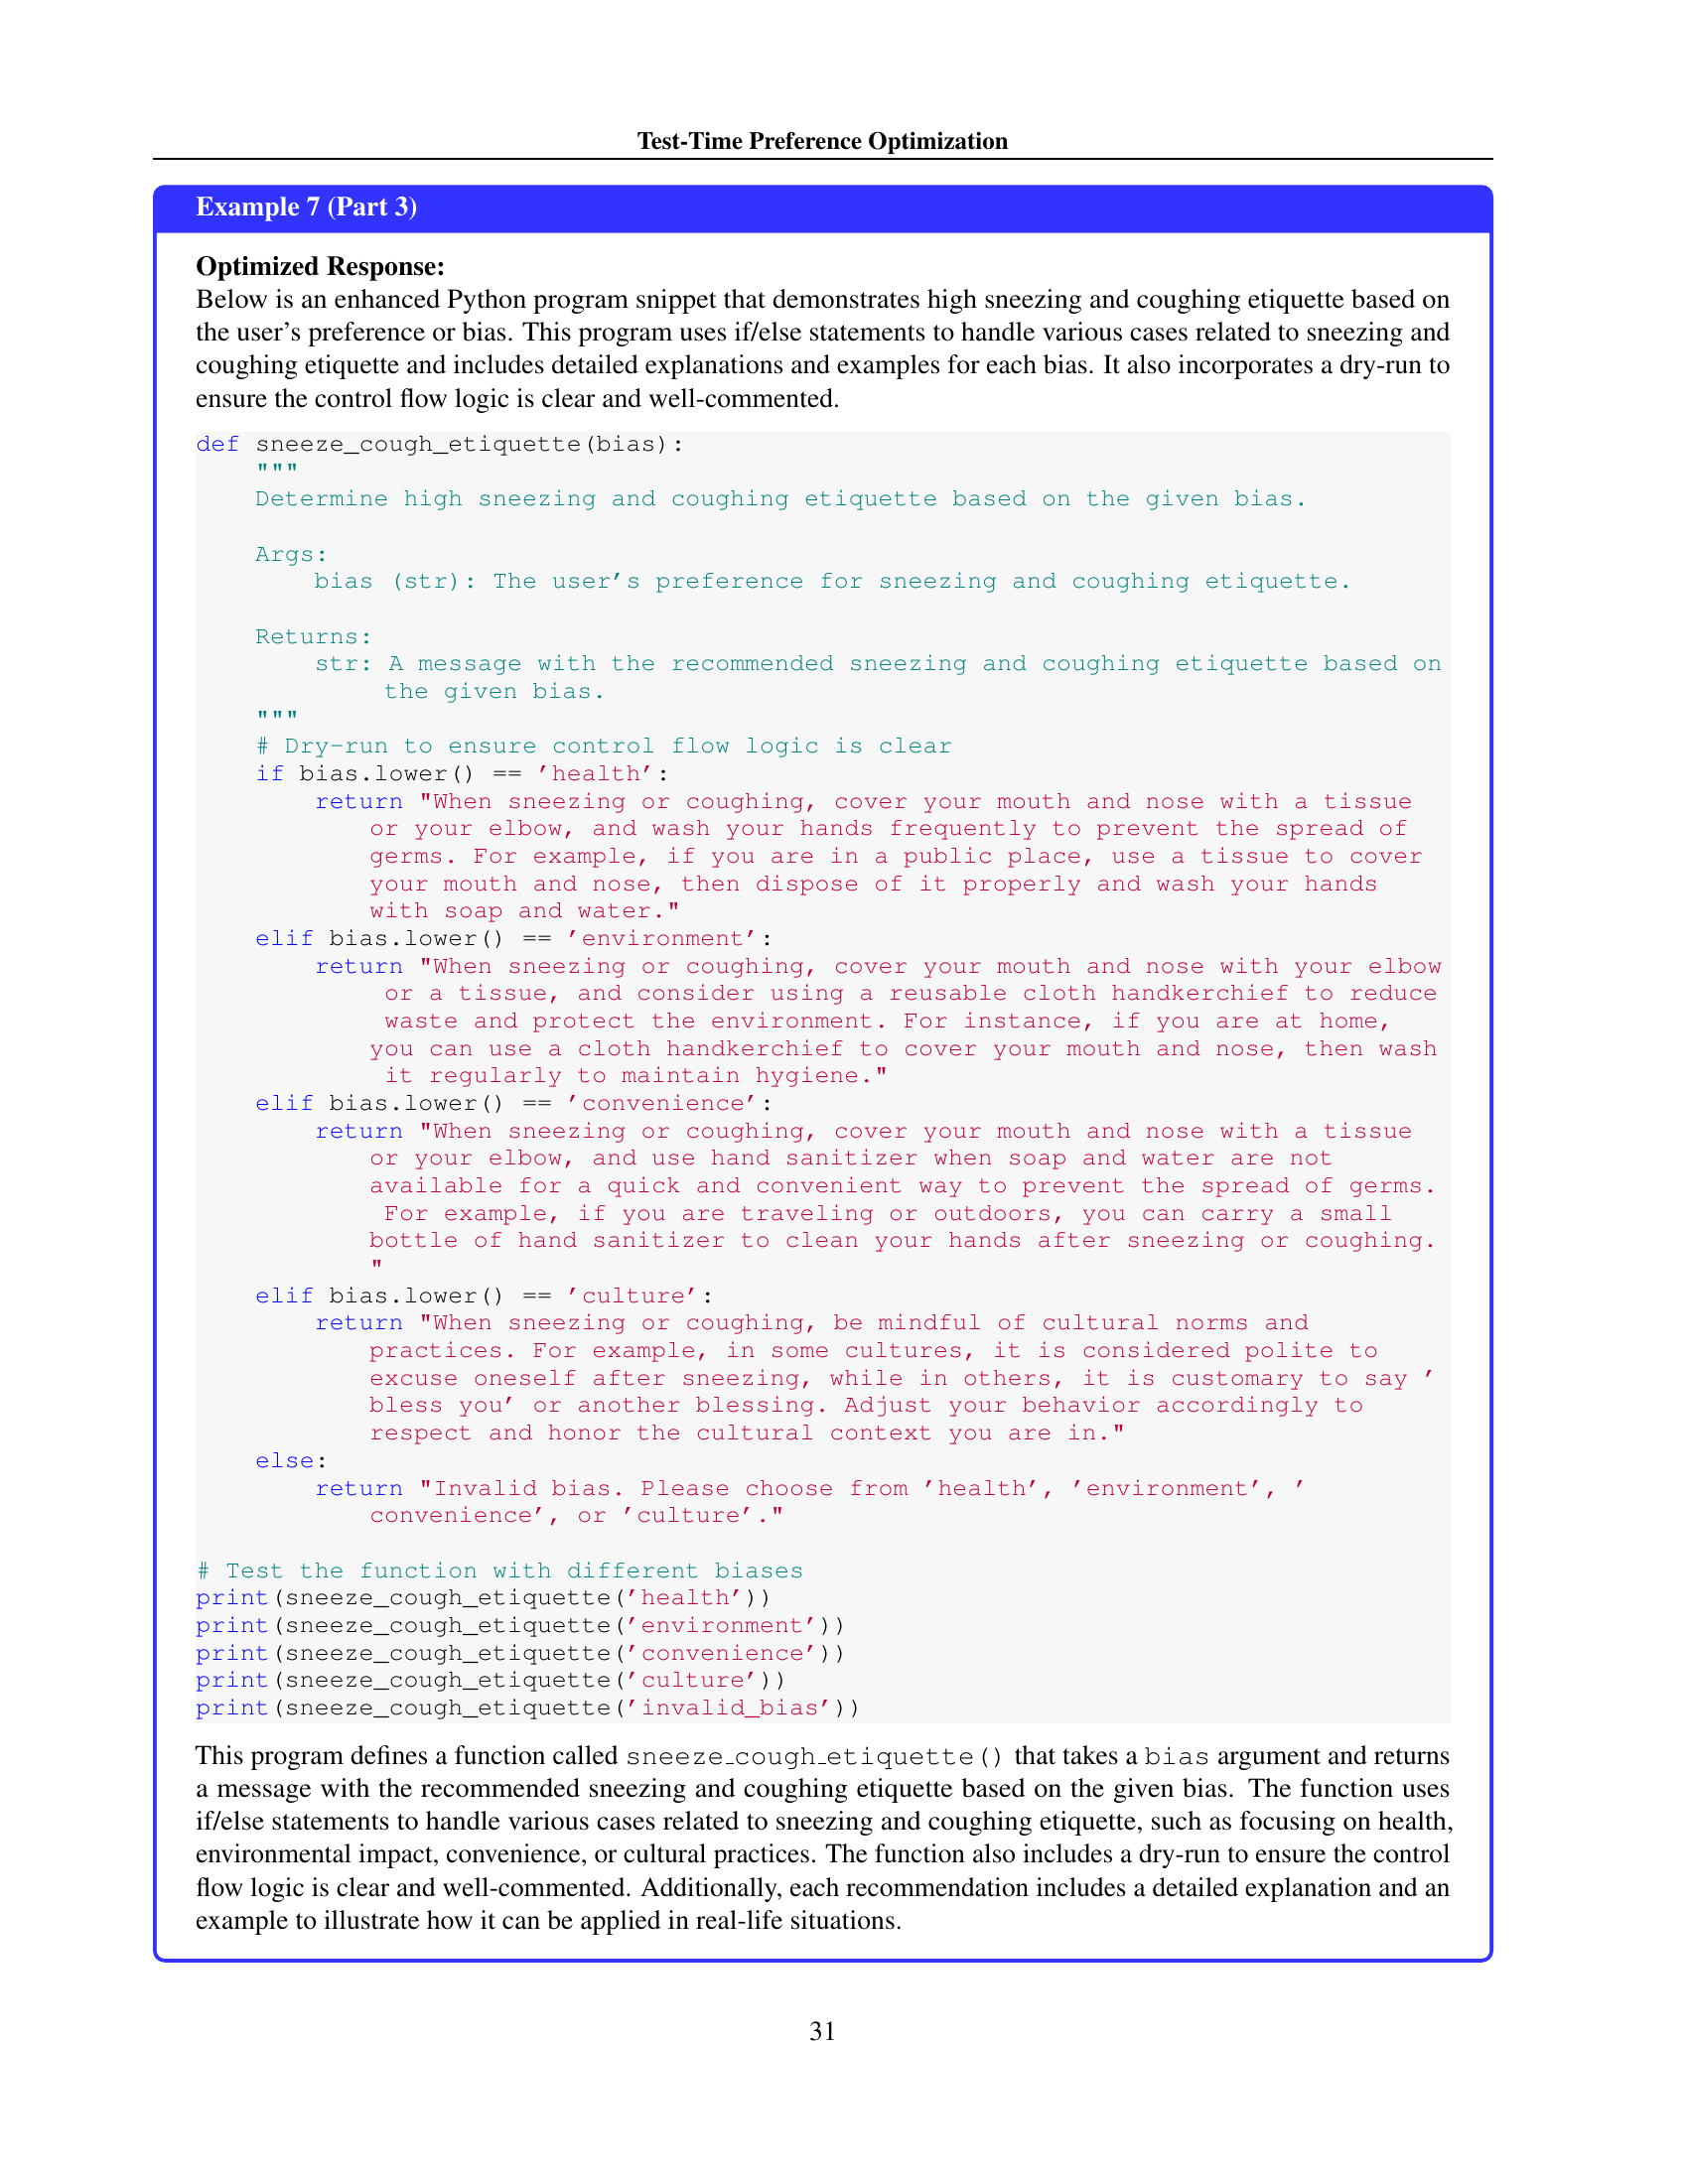 Test-Time Preference Optimization
Example 7 (Part 3)
Optimized Response:
Below is an enhanced Python program snippet that demonstrates high sneezing and coughing etiquette based on
the user's preference or bias. This program uses if/else statements to handle various cases related to sneezing and
coughing etiquette and includes detailed explanations and examples for each bias. It also incorporates a dry-run to
ensure the control flow logic is clear and well-commented.
def sneeze_cough_etiquette(bias):
    """
    Determine high sneezing and coughing etiquette based on the given bias.
    Args:
        bias (str): The user's preference for sneezing and coughing etiquette.
    Returns:
        str: A message with the recommended sneezing and coughing etiquette based on
            the given bias.
    """
    # Dry-run to ensure control flow logic is clear
    if bias.lower() == 'health':
        return "When sneezing or coughing, cover your mouth and nose with a tissue
            or your elbow, and wash your hands frequently to prevent the spread of
            germs. For example, if you are in a public place, use a tissue to cover
            your mouth and nose, then dispose of it properly and wash your hands
            with soap and water."
    elif bias.lower() == 'environment':
        return "When sneezing or coughing, cover your mouth and nose with your elbow
             or a tissue, and consider using a reusable cloth handkerchief to reduce
             waste and protect the environment. For instance, if you are at home,
            you can use a cloth handkerchief to cover your mouth and nose, then wash
             it regularly to maintain hygiene."
    elif bias.lower() == 'convenience':
        return "When sneezing or coughing, cover your mouth and nose with a tissue
            or your elbow, and use hand sanitizer when soap and water are not
            available for a quick and convenient way to prevent the spread of germs.
             For example, if you are traveling or outdoors, you can carry a small
            bottle of hand sanitizer to clean your hands after sneezing or coughing.
            "
    elif bias.lower() == 'culture':
        return "When sneezing or coughing, be mindful of cultural norms and
            practices. For example, in some cultures, it is considered polite to
            excuse oneself after sneezing, while in others, it is customary to say '
            bless you' or another blessing. Adjust your behavior accordingly to
            respect and honor the cultural context you are in."
    else:
        return "Invalid bias. Please choose from 'health', 'environment', '
            convenience', or 'culture'."
# Test the function with different biases
print(sneeze_cough_etiquette('health'))
print(sneeze_cough_etiquette('environment'))
print(sneeze_cough_etiquette('convenience'))
print(sneeze_cough_etiquette('culture'))
print(sneeze_cough_etiquette('invalid_bias'))
This program defines a function called sneeze_cough_etiquette() that takes a bias argument and returns
a message with the recommended sneezing and coughing etiquette based on the given bias. The function uses
if/else statements to handle various cases related to sneezing and coughing etiquette, such as focusing on health,
environmental impact, convenience, or cultural practices. The function also includes a dry-run to ensure the control
flow logic is clear and well-commented. Additionally, each recommendation includes a detailed explanation and an
example to illustrate how it can be applied in real-life situations.
31